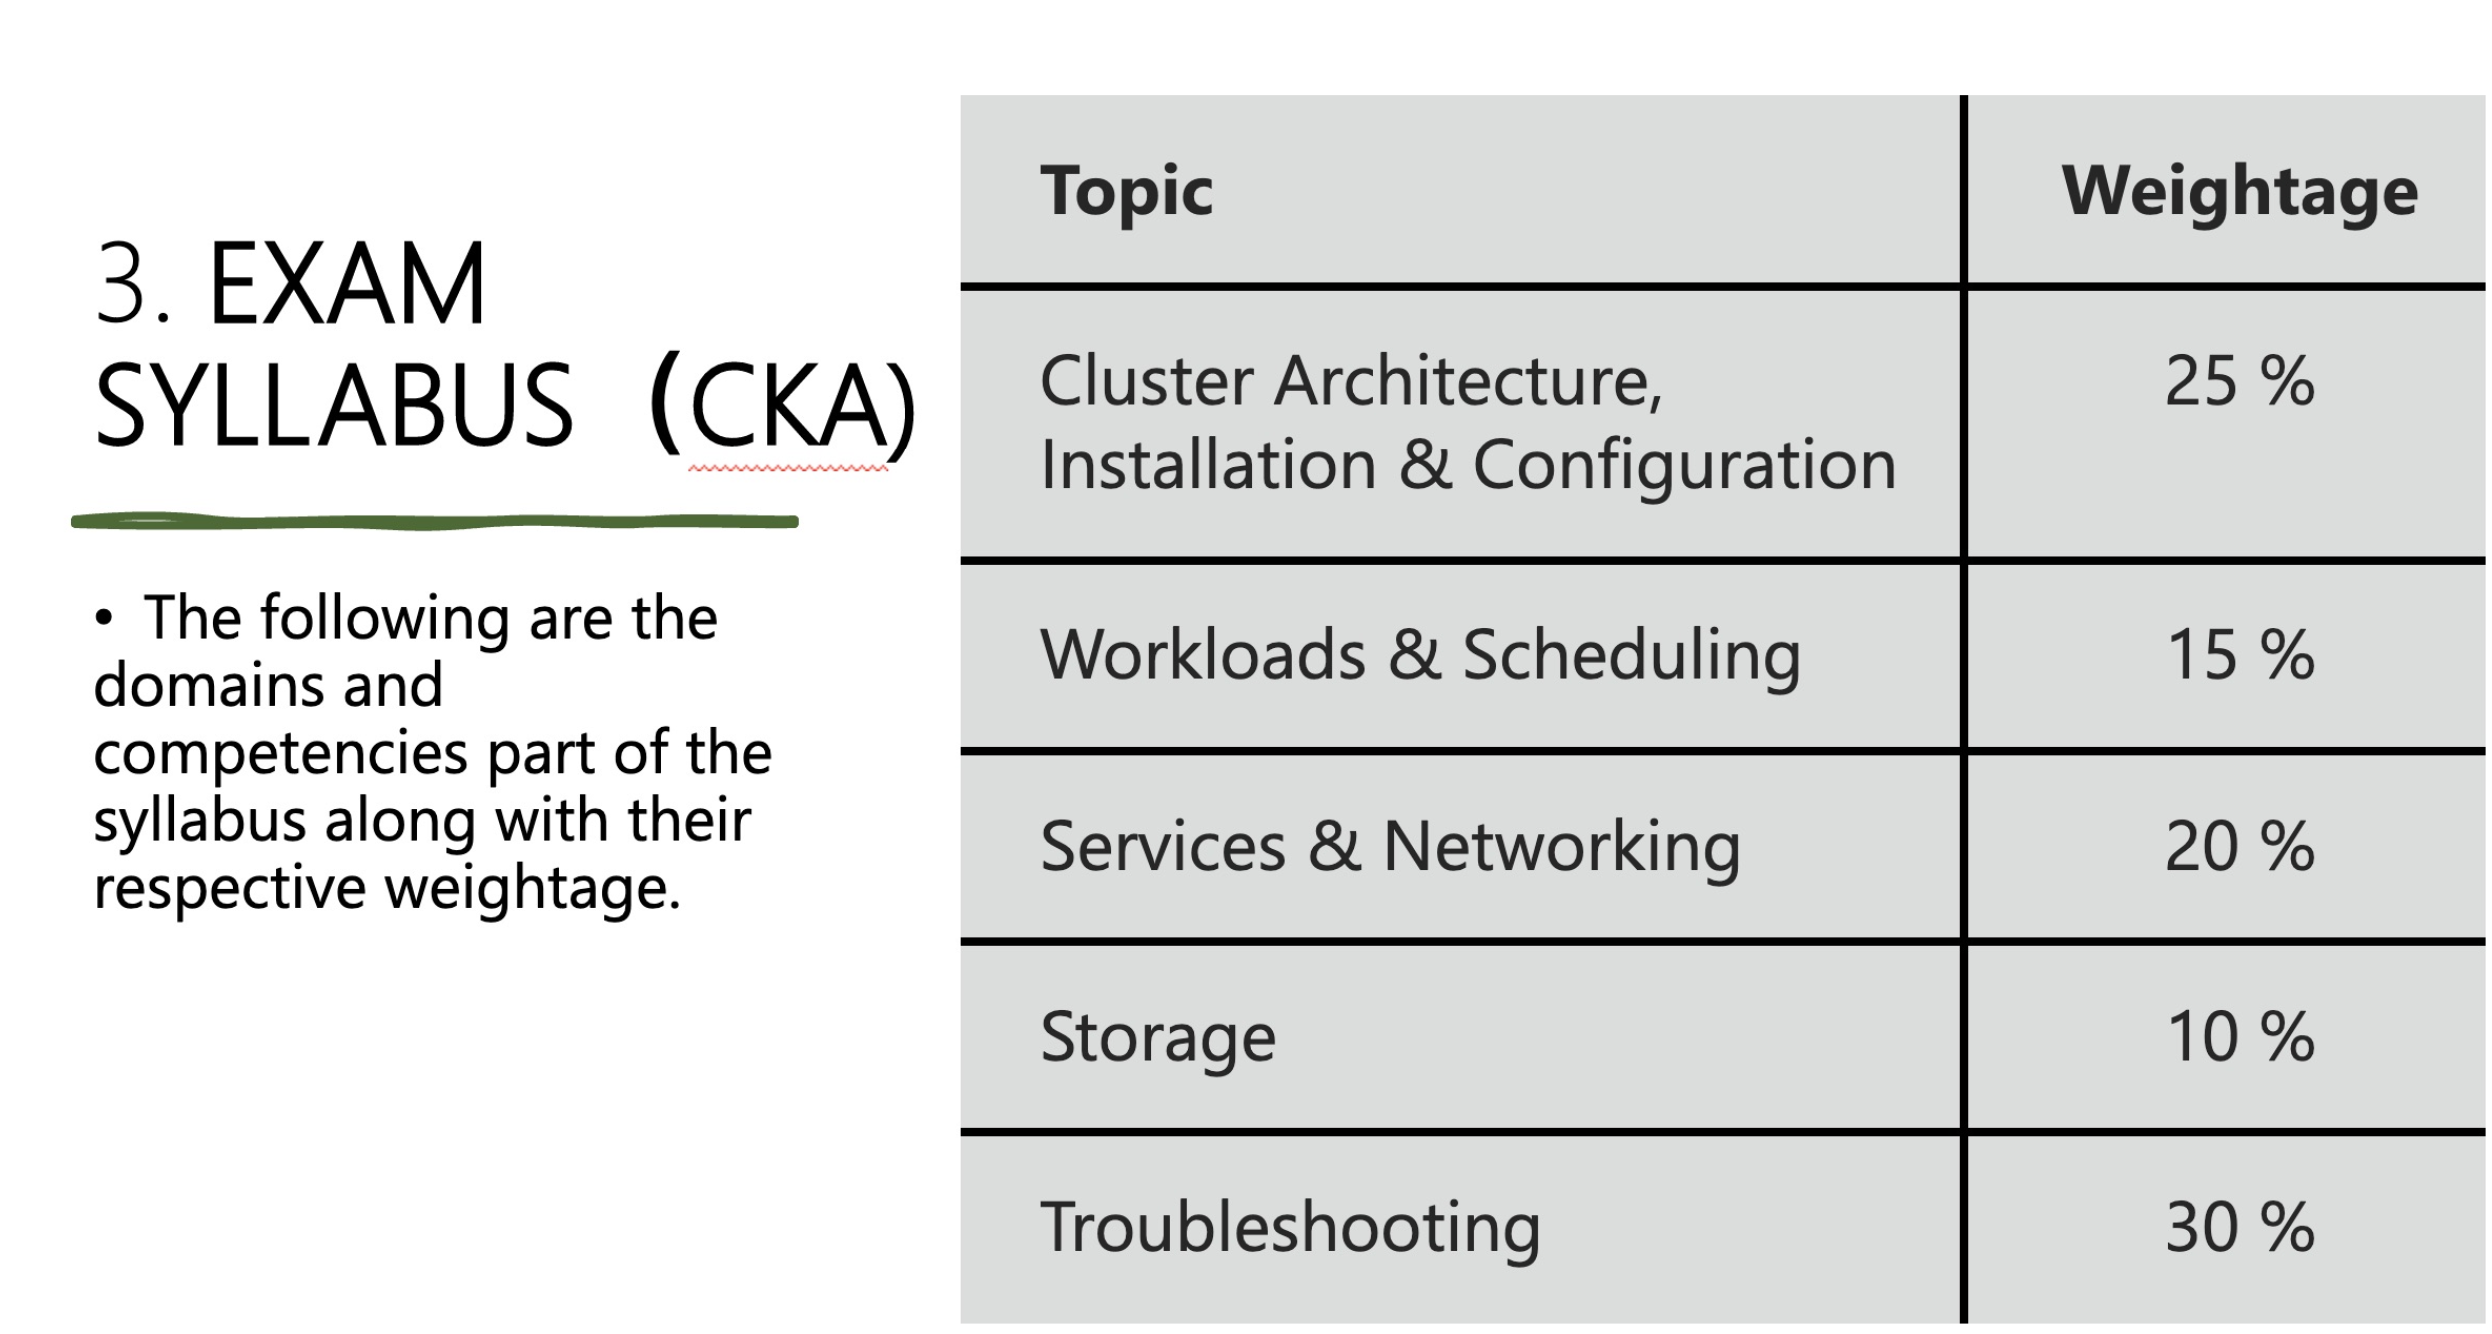 3. EXAM
SYLLABUS (CKA)
• The following are the
domains and
competencies part of the
syllabus along with their
respective weightage.
Topic Weightage
Cluster Architecture, 25 %
Installation & Configuration
Workloads & Scheduling 15 %
Services & Networking 20 %
Storage 10 %
Troubleshooting 30 %